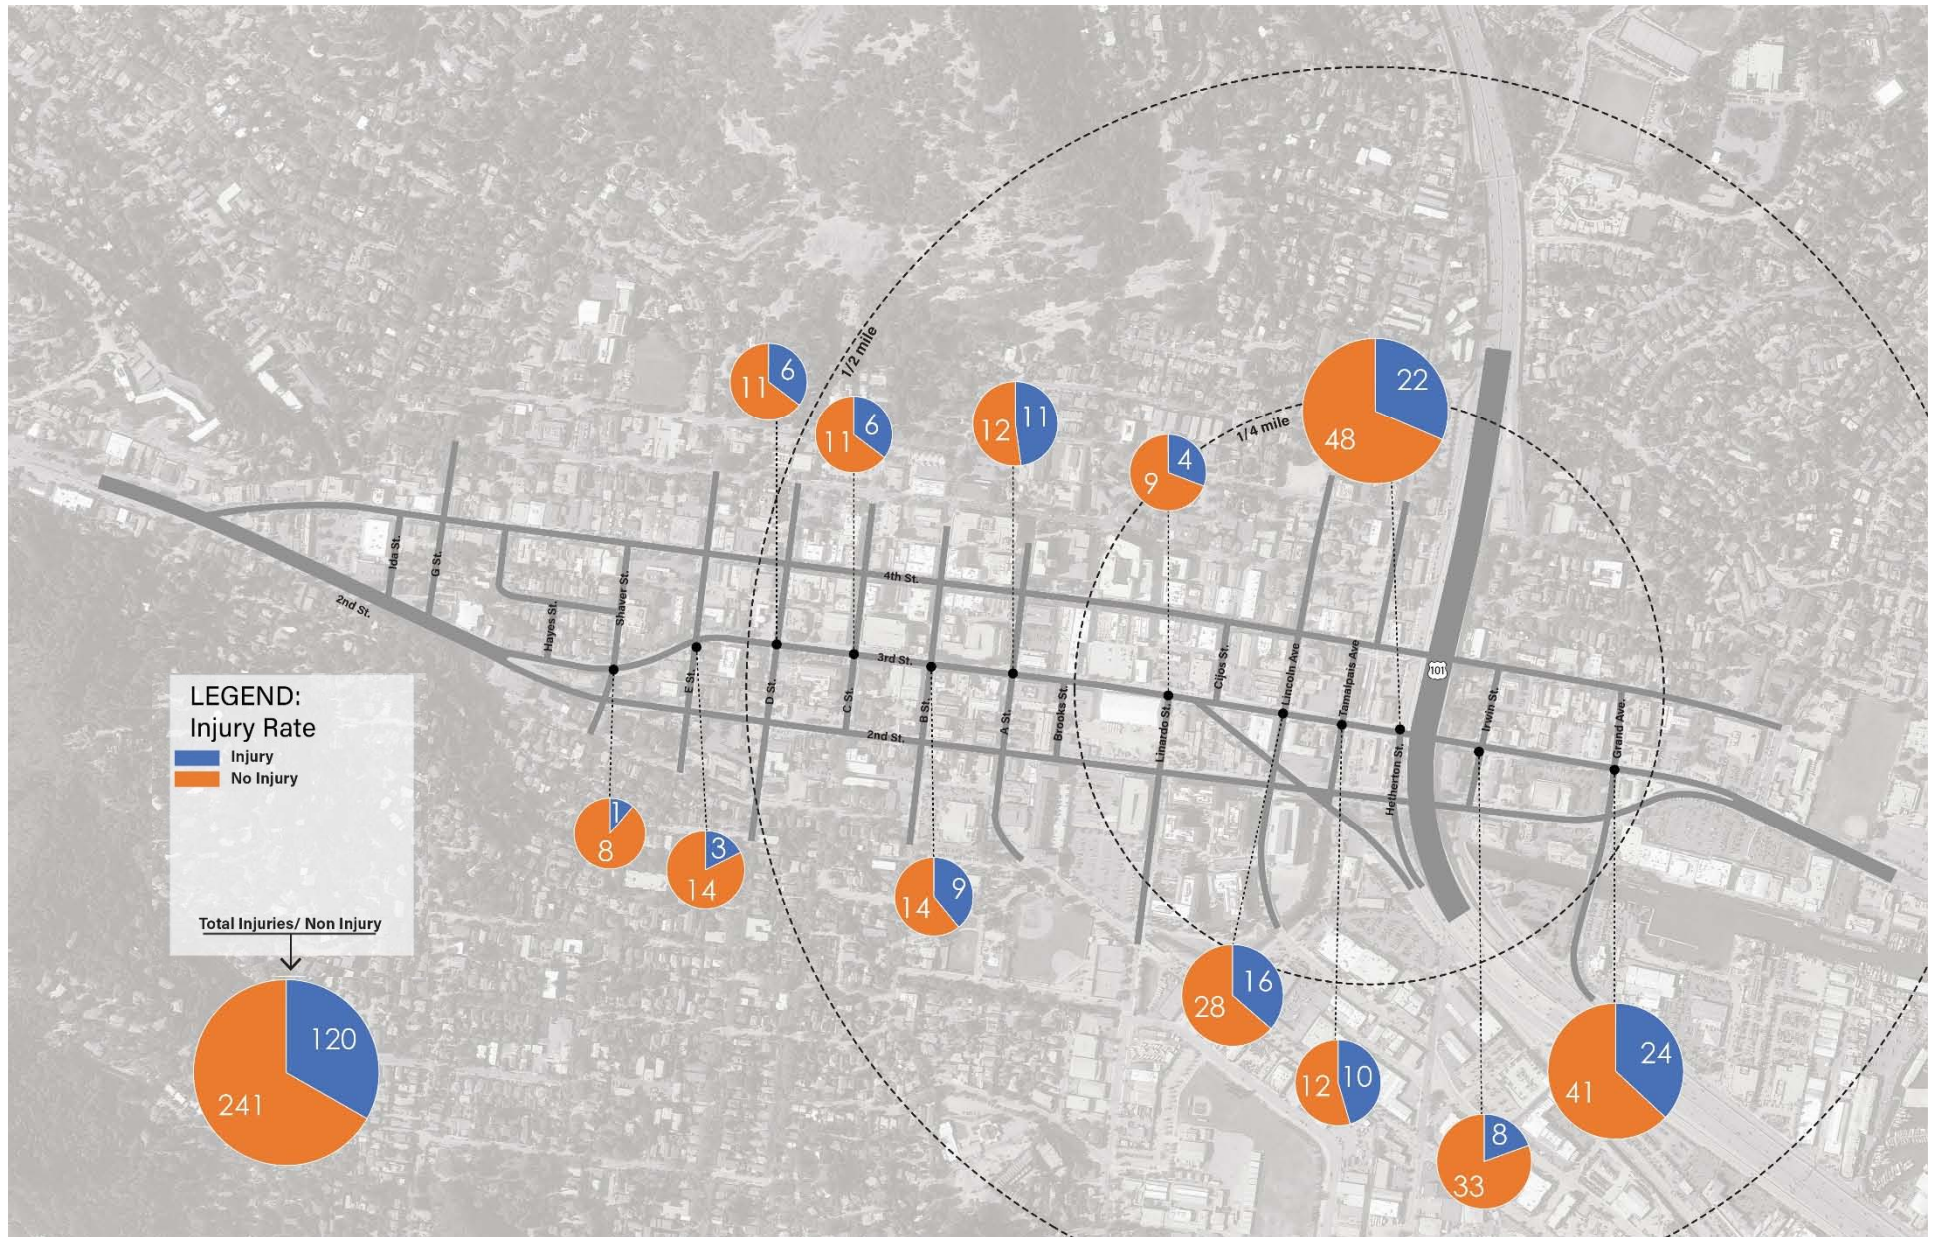 1/2 mile
6
11
6
11
11
12
4
9
1/4 mile
22
48
Ida St.
G St.
Hayes St.
Shaver St.
2nd St.
4th St.
3rd St.
E St.
D St.
C St.
B St.
A St.
Brooks St.
2nd St.
Linardo St.
Cijos St.
Lincoln Ave
Tamalpais Ave
Hetherton St.
101
Irwin St.
Grand Ave.
LEGEND:
Injury Rate
Injury
No Injury
Total Injuries/ Non Injury
120
241
1
8
3
14
9
14
16
28
10
12
8
33
24
41